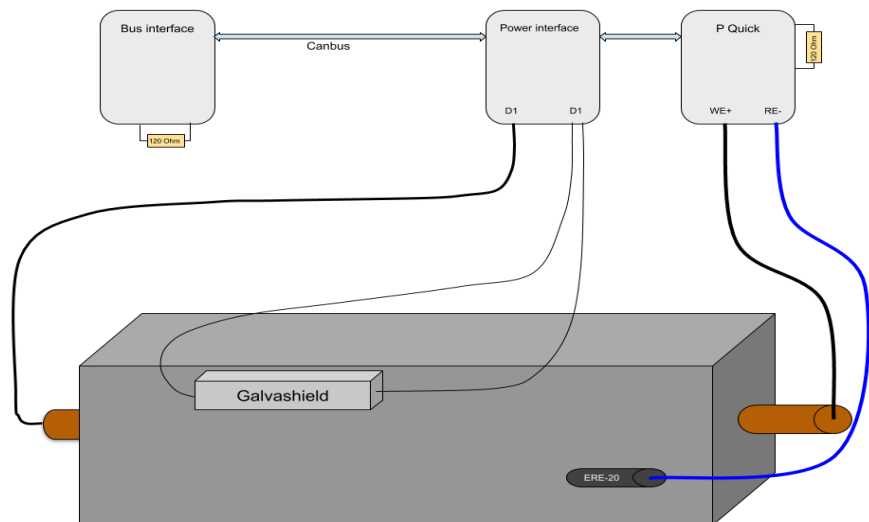 Bus interface
Power interface
P Quick
Canbus
120 Ohm
120 Ohm
D1
D1
WE+
RE-
Galvashield
ERE-20